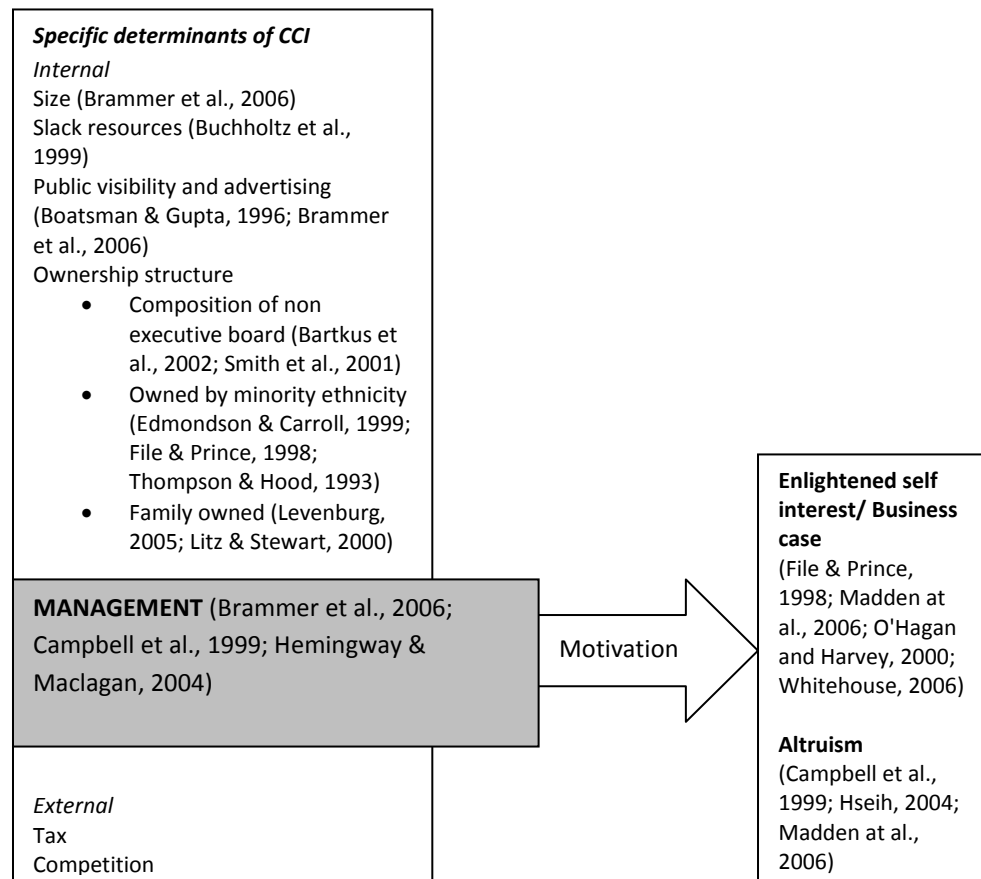 Specific determinants of CCI
Internal
Size (Brammer et al., 2006)
Slack resources (Buchholtz et al.,
1999)
Public visibility and advertising
(Boatsman & Gupta, 1996; Brammer
et al., 2006)
Ownership structure
• Composition of non
executive board (Bartkus et
al., 2002; Smith et al., 2001)
• Owned by minority ethnicity
(Edmondson & Carroll, 1999;
File & Prince, 1998;
Thompson & Hood, 1993)
• Family owned (Levenburg,
2005; Litz & Stewart, 2000)
MANAGEMENT (Brammer et al., 2006;
Campbell et al., 1999; Hemingway &
Maclagan, 2004)
External
Tax
Competition
Motivation
Enlightened self
interest/ Business
case
(File & Prince,
1998; Madden at
al., 2006; O'Hagan
and Harvey, 2000;
Whitehouse, 2006)
Altruism
(Campbell et al.,
1999; Hseih, 2004;
Madden at al.,
2006)